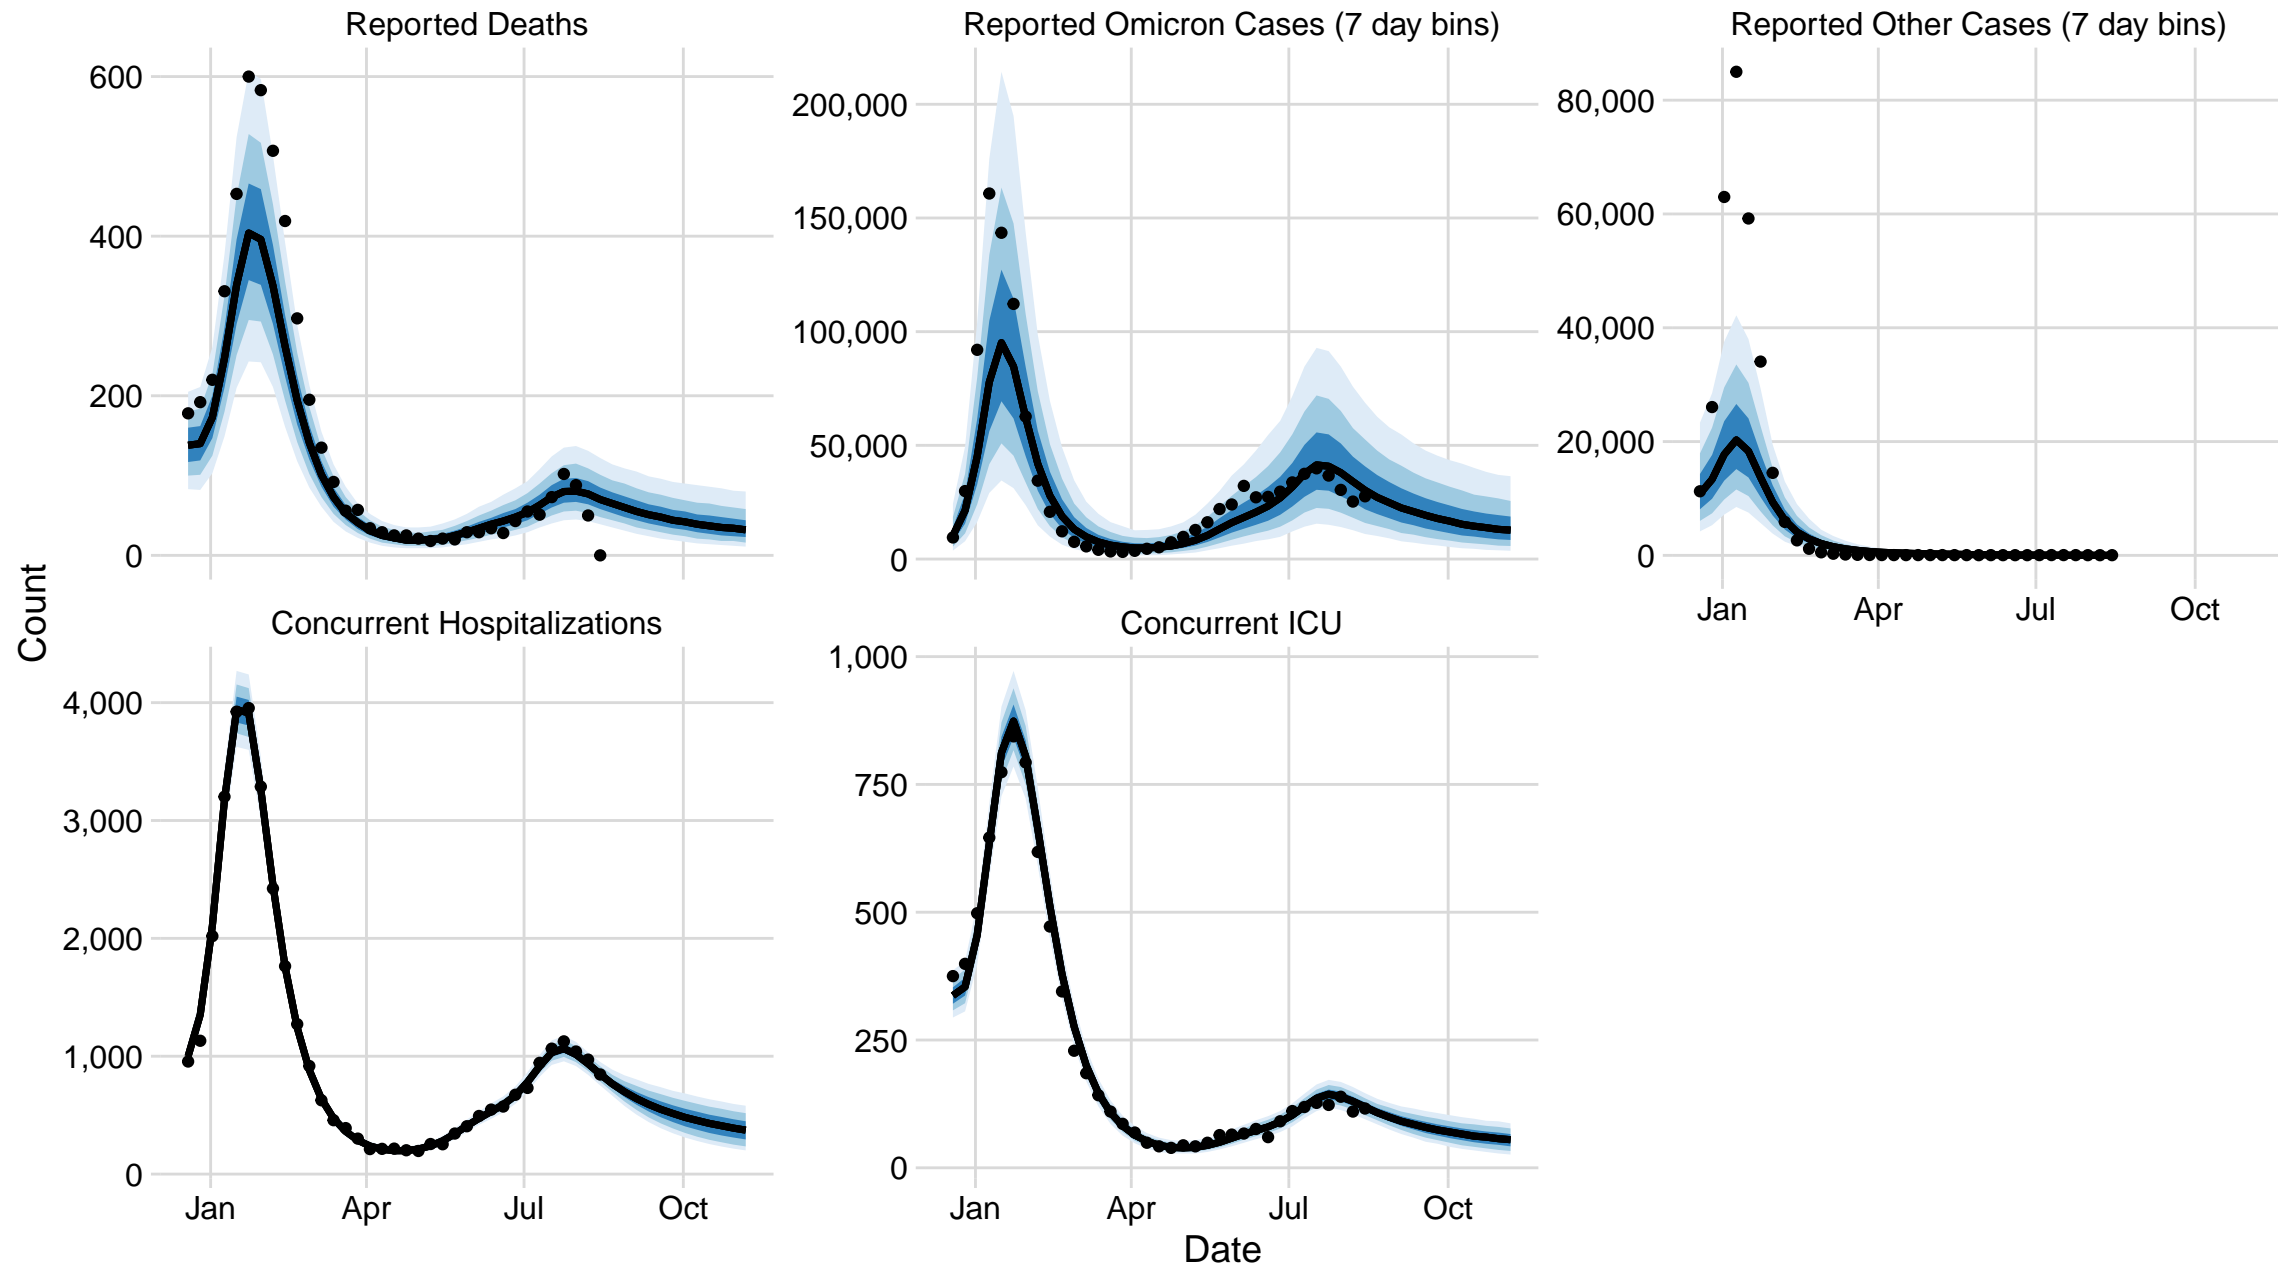 Reported Deaths
600
400
200
0
Reported Omicron Cases (7 day bins)
200,000
150,000
100,000
50,000
0
Reported Other Cases (7 day bins)
80,000
60,000
40,000
20,000
0
Jan Apr Jul Oct
Count
Concurrent Hospitalizations
4,000
3,000
2,000
1,000
0
Jan Apr Jul Oct
Concurrent ICU
1,000
750
500
250
0
Jan Apr Jul Oct
Date